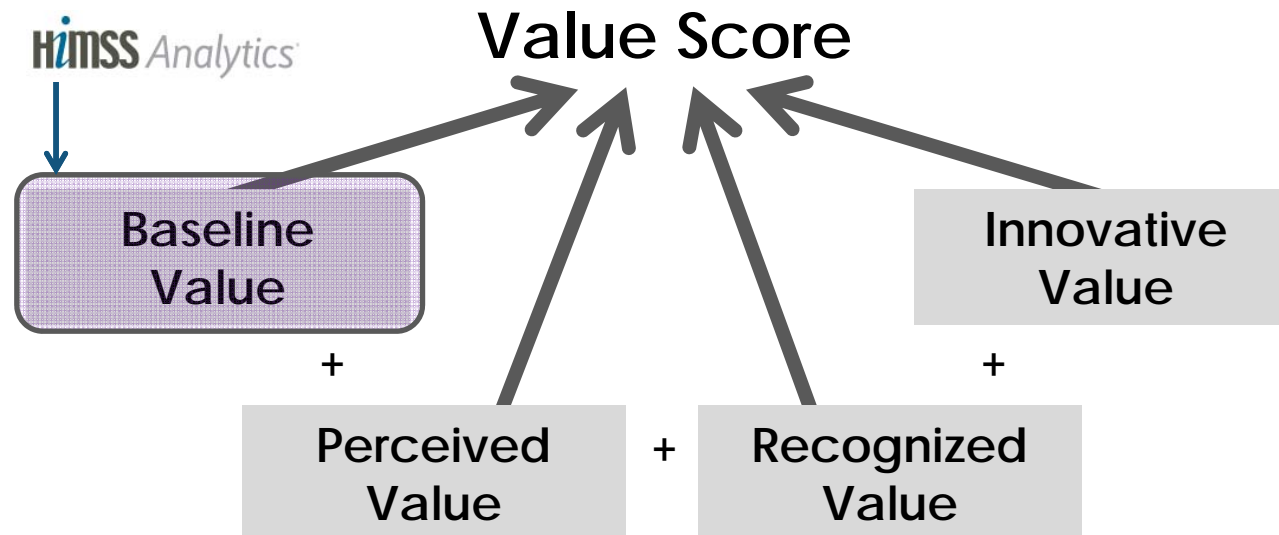 HiMSS Analytics
Value Score
Baseline
Value
Innovative
Value
+
+
Perceived
Value
+
Recognized
Value